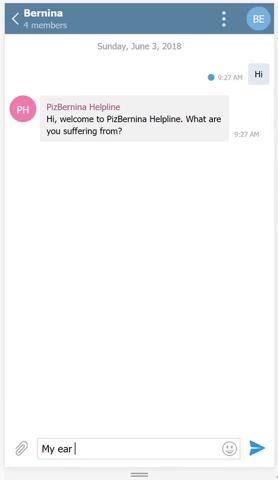 Bernina
4 members
BE
Sunday, June 3, 2018
9:27 AM
Hi
PH
PizBernina Helpline
Hi, welcome to PizBernina Helpline. What are
you suffering from?
9:27 AM
My ear